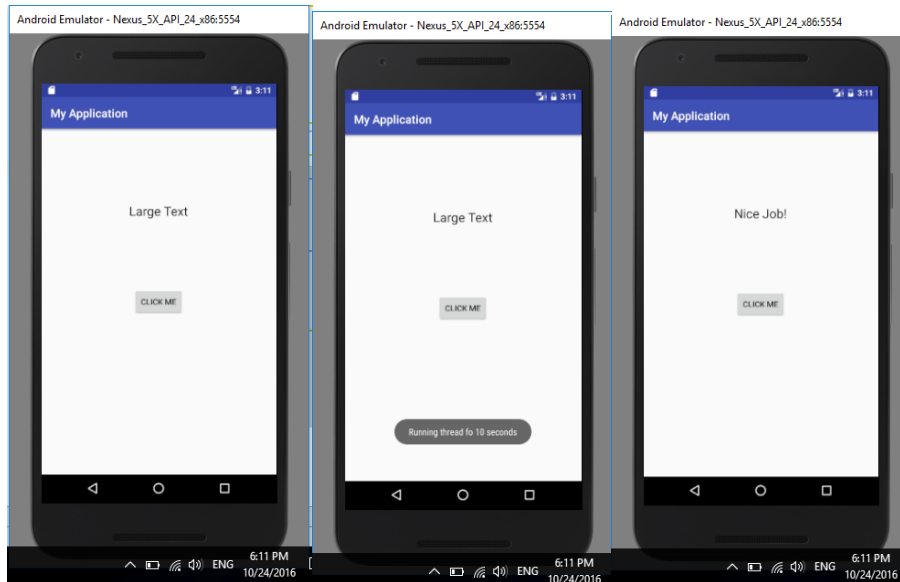 Android Emulator - Nexus_5X_API_24_x86:5554
3:11
My Application
Large Text
CLICK ME
ENG
6:11 PM
10/24/2016
Android Emulator - Nexus_5X_API_24_x86:5554
3:11
My Application
Large Text
CLICK ME
Running thread fo 10 seconds
ENG
6:11 PM
10/24/2016
Android Emulator - Nexus_5X_API_24_x86:5554
3:11
My Application
Nice Job!
CLICK ME
ENG
6:11 PM
10/24/2016